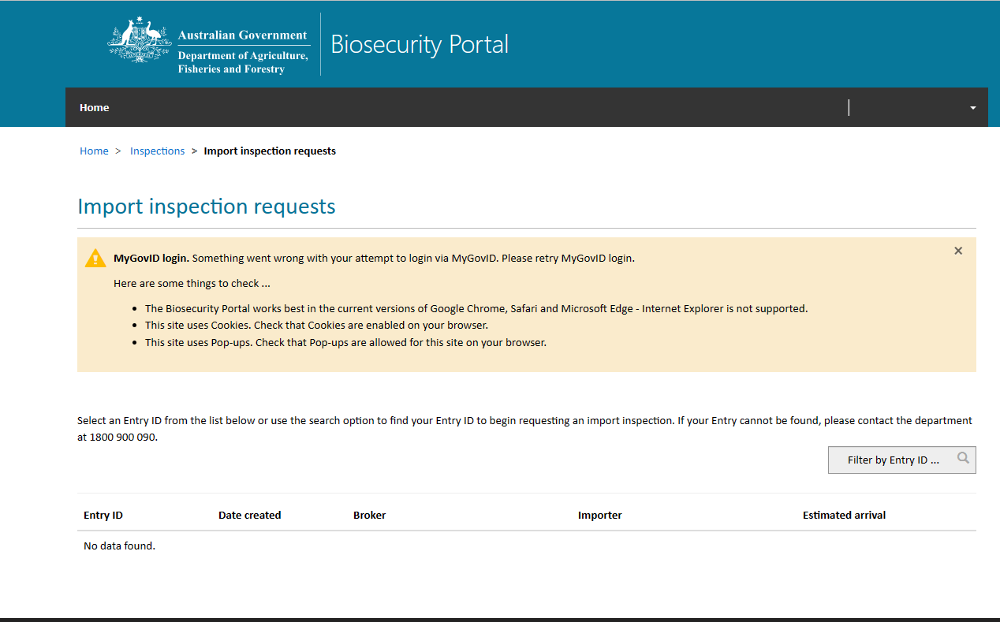 Australian Government
Department of Agriculture,
Fisheries and Forestry
Biosecurity Portal
Home
Home > Inspections > Import inspection requests
Import inspection requests
MyGovID login. Something went wrong with your attempt to login via MyGovID. Please retry MyGovID login.
Here are some things to check ...
• The Biosecurity Portal works best in the current versions of Google Chrome, Safari and Microsoft Edge - Internet Explorer is not supported.
• This site uses Cookies. Check that Cookies are enabled on your browser.
• This site uses Pop-ups. Check that Pop-ups are allowed for this site on your browser.
Select an Entry ID from the list below or use the search option to find your Entry ID to begin requesting an import inspection. If your Entry cannot be found, please contact the department
at 1800 900 090.
Filter by Entry ID ...
Entry ID Date created Broker Importer Estimated arrival
No data found.